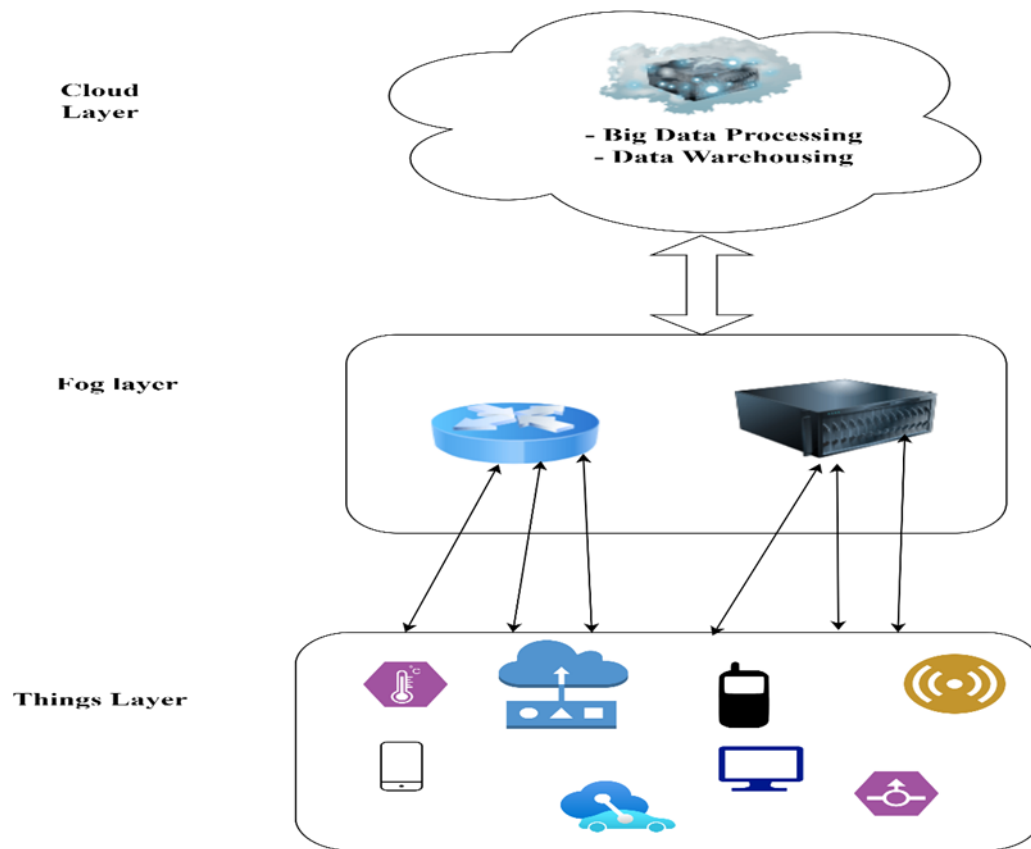 Cloud
Layer
- Big Data Processing
- Data Warehousing
Fog layer
Things Layer
°C